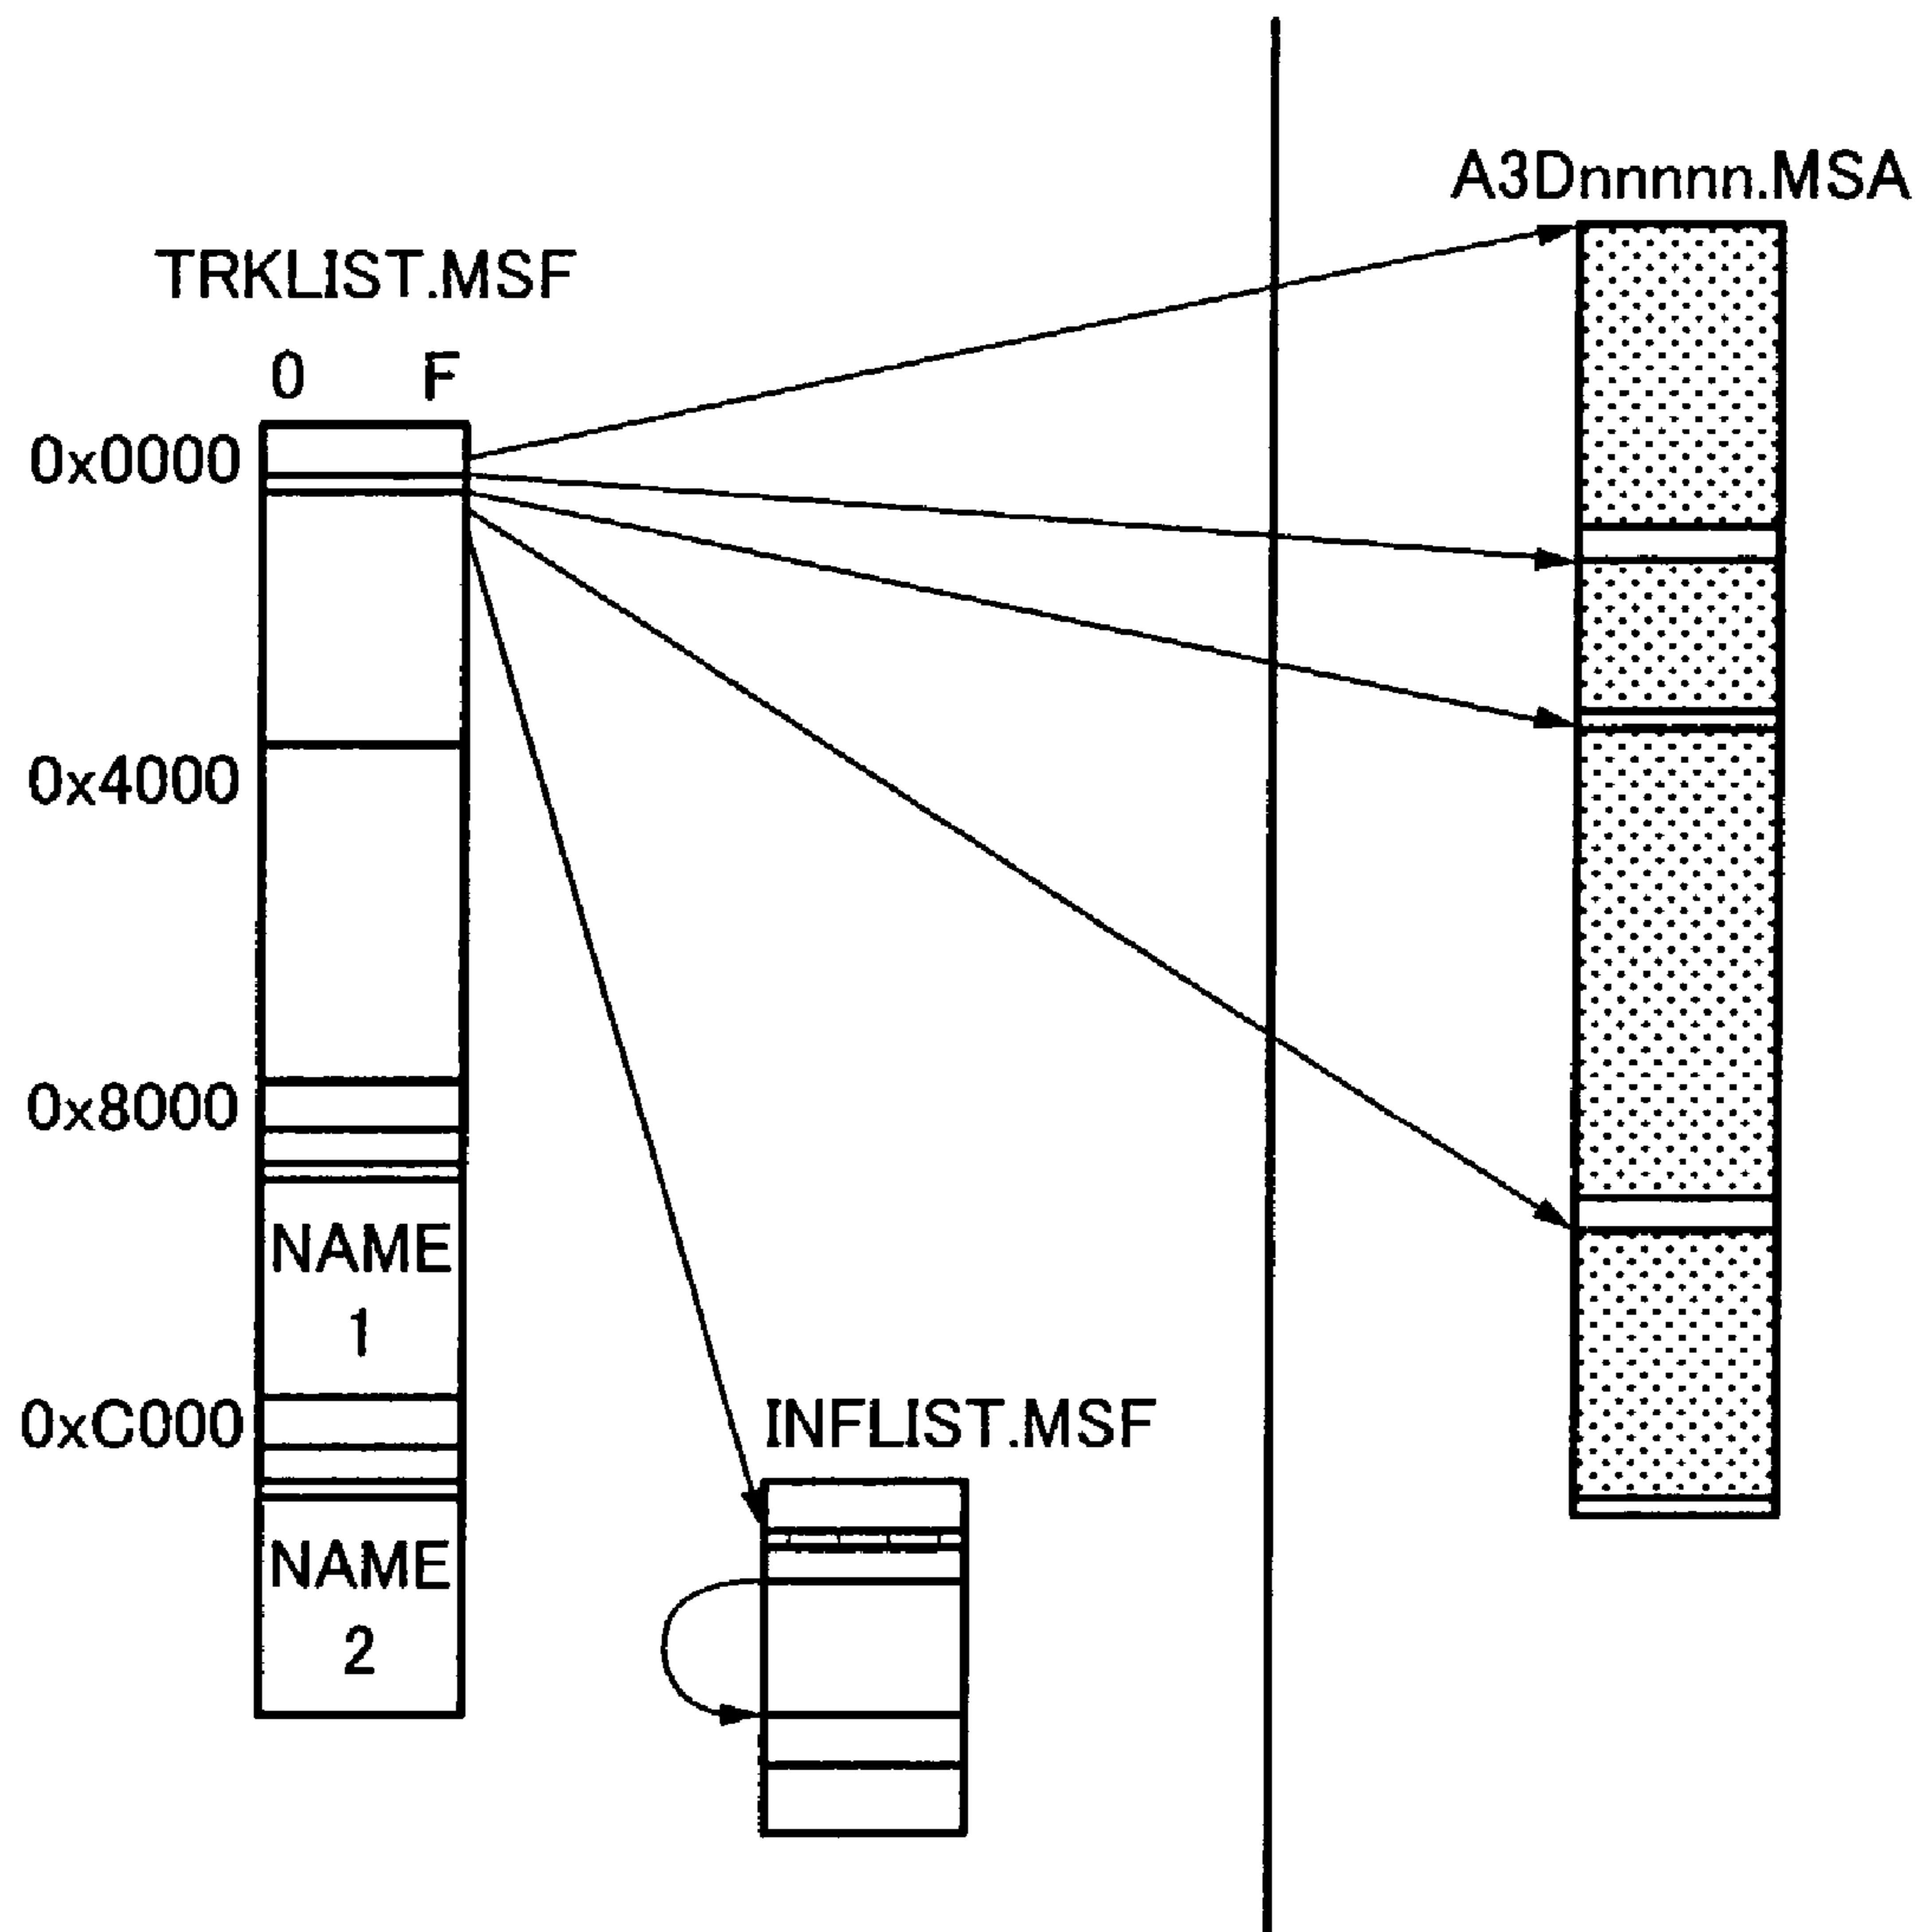 A3Dnnnnn.MSA
TRKLIST.MSF
0 F
0x0000
0x4000
0x8000
NAME
1
0xC000
INFLIST.MSF
NAME
2